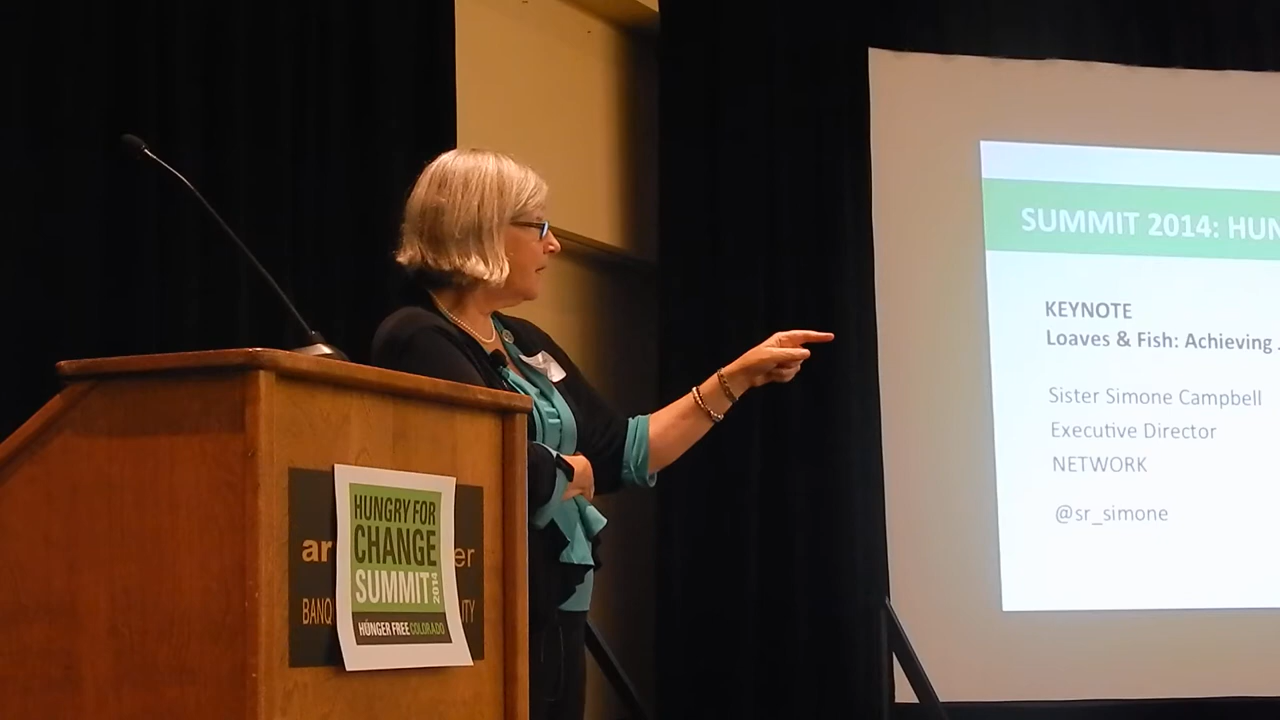 HUNGRY FOR
CHANGE
SUMMIT 2014
HUNGER FREE COLORADO
ar er
BANQ ITY
SUMMIT 2014: HUN
KEYNOTE
Loaves & Fish: Achieving
Sister Simone Campbell
Executive Director
NETWORK
@sr_simone